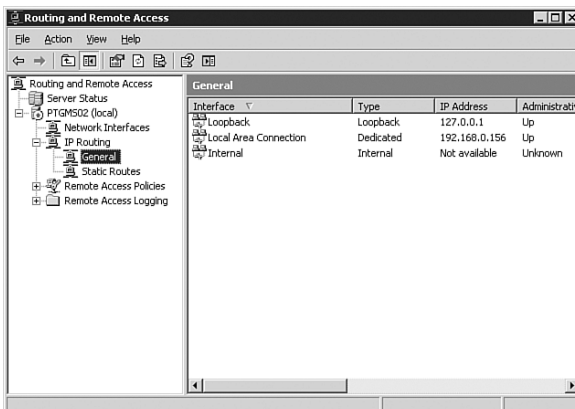 Routing and Remote Access
File Action View Help
Routing and Remote Access
Server Status
PTGMS02 (local)
Network Interfaces
IP Routing
General
Static Routes
Remote Access Policies
Remote Access Logging
General
Interface Type IP Address Administrati
Loopback Loopback 127.0.0.1 Up
Local Area Connection Dedicated 192.168.0.156 Up
Internal Internal Not available Unknown